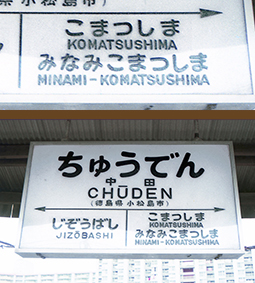 県 小松島市)
こまつしま
KOMATSUSHIMA
みなみこまつしま
MINAMI-KOMATSUSHIMA
ちゅうでん
中田
CHŪDEN
(徳島県 小松島市)
じぞうばし
JIZŌBASHI
こまつしま
KOMATSUSHIMA
みなみこまつしま
MINAMI-KOMATSUSHIMA